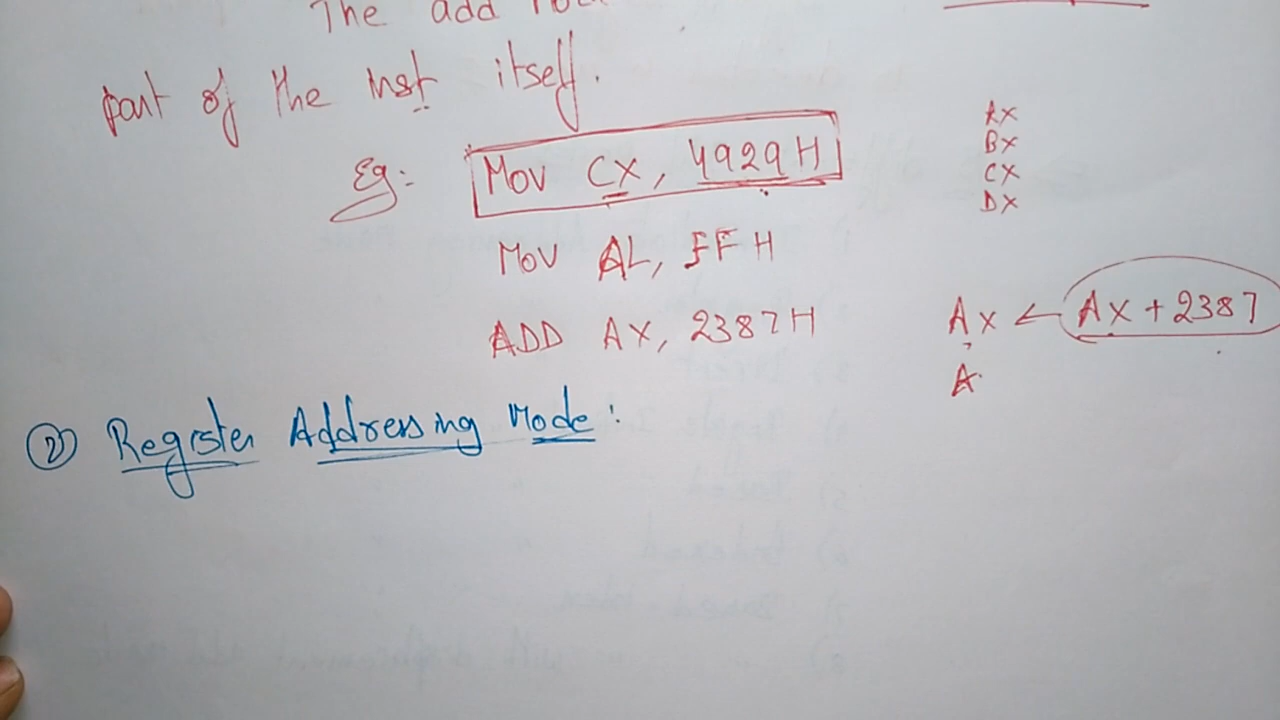 The add
part of the inst itself.
Eg:- Mov CX, 4929H
Mov AL, FFH
ADD AX, 2387H
AX
BX
CX
DX
AX ← AX + 2387
A
② Register Addressing Mode: